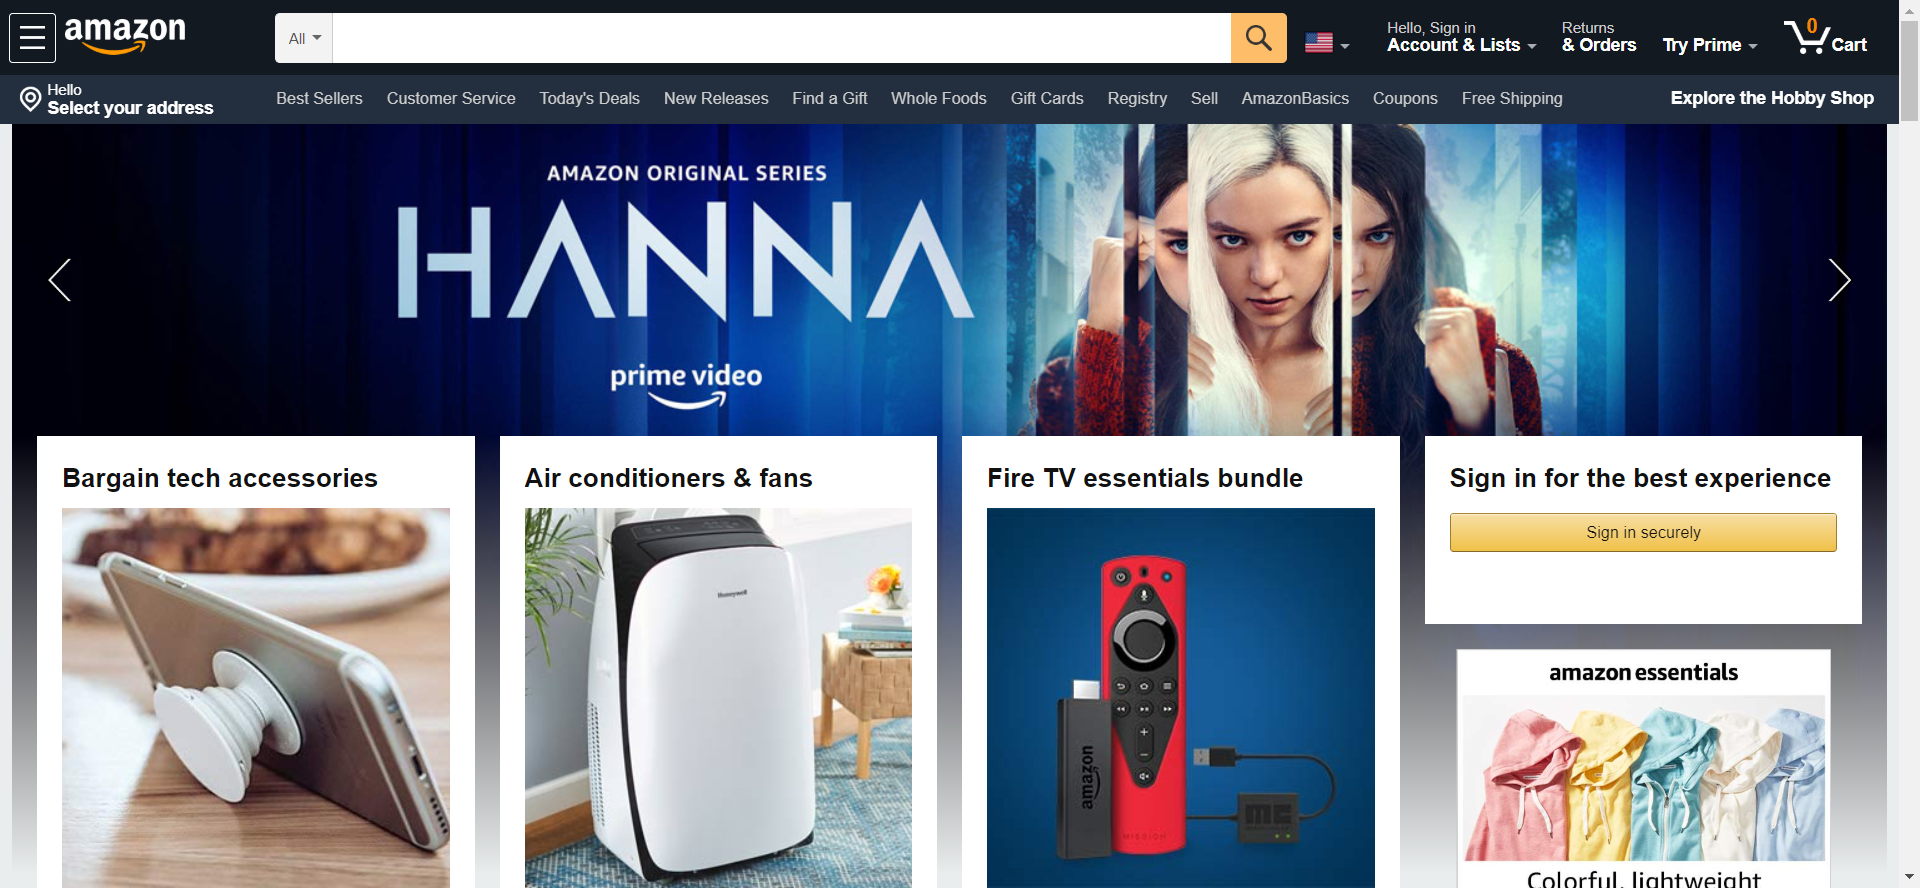 amazon
All
Hello, Sign in
Account & Lists
Returns
& Orders
Try Prime
0
Cart
Hello
Select your address
Best Sellers
Customer Service
Today's Deals
New Releases
Find a Gift
Whole Foods
Gift Cards
Registry
Sell
AmazonBasics
Coupons
Free Shipping
Explore the Hobby Shop
AMAZON ORIGINAL SERIES
HANNA
prime video
Bargain tech accessories
Air conditioners & fans
Honeywell
Fire TV essentials bundle
amazon
MISSION
Sign in for the best experience
Sign in securely
amazon essentials
Colorful, lightweight